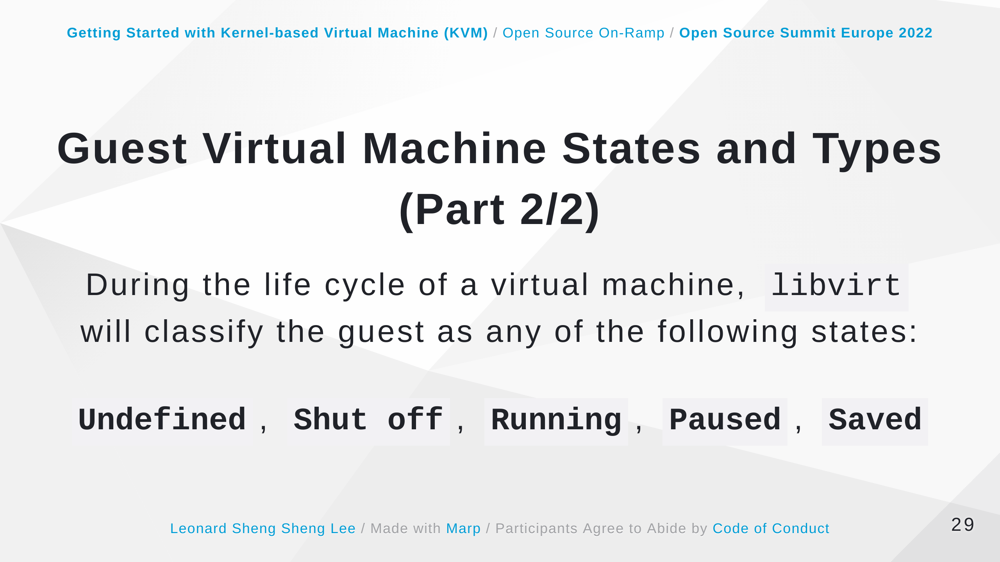 Getting Started with Kernel-based Virtual Machine (KVM) / Open Source On-Ramp / Open Source Summit Europe 2022
Guest Virtual Machine States and Types
(Part 2/2)
During the life cycle of a virtual machine, libvirt
will classify the guest as any of the following states:
Undefined , Shut off , Running , Paused , Saved
Leonard Sheng Sheng Lee / Made with Marp / Participants Agree to Abide by Code of Conduct
29